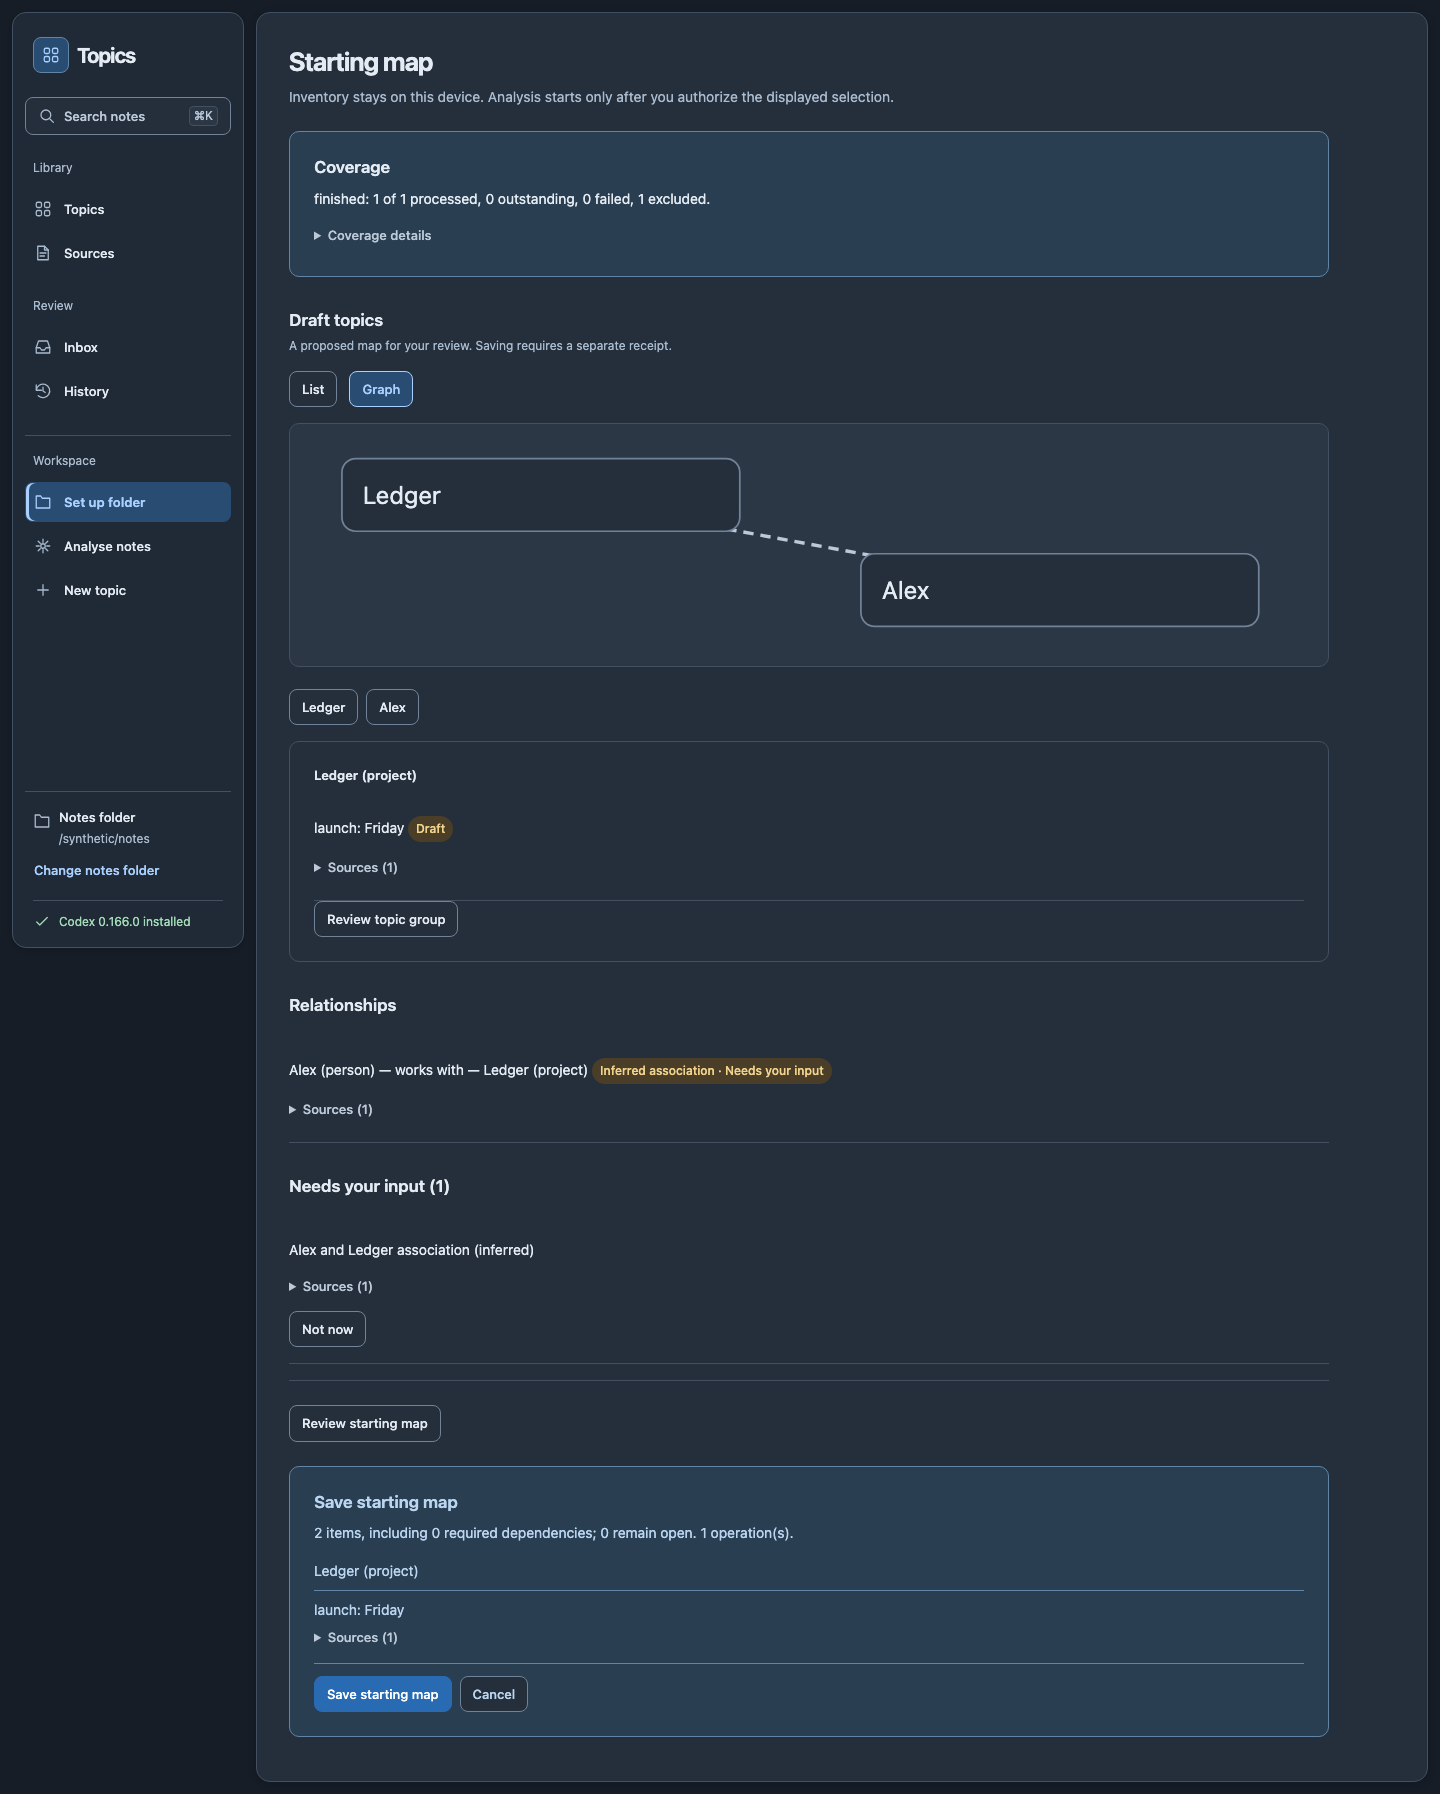 Topics
Search notes ⌘K
Library
Topics
Sources
Review
Inbox
History
Workspace
Set up folder
Analyse notes
New topic
Notes folder
/synthetic/notes
Change notes folder
Codex 0.166.0 installed
Starting map
Inventory stays on this device. Analysis starts only after you authorize the displayed selection.
Coverage
finished: 1 of 1 processed, 0 outstanding, 0 failed, 1 excluded.
Coverage details
Draft topics
A proposed map for your review. Saving requires a separate receipt.
List Graph
Ledger
Alex
Ledger Alex
Ledger (project)
launch: Friday Draft
Sources (1)
Review topic group
Relationships
Alex (person) — works with — Ledger (project) Inferred association · Needs your input
Sources (1)
Needs your input (1)
Alex and Ledger association (inferred)
Sources (1)
Not now
Review starting map
Save starting map
2 items, including 0 required dependencies; 0 remain open. 1 operation(s).
Ledger (project)
launch: Friday
Sources (1)
Save starting map Cancel